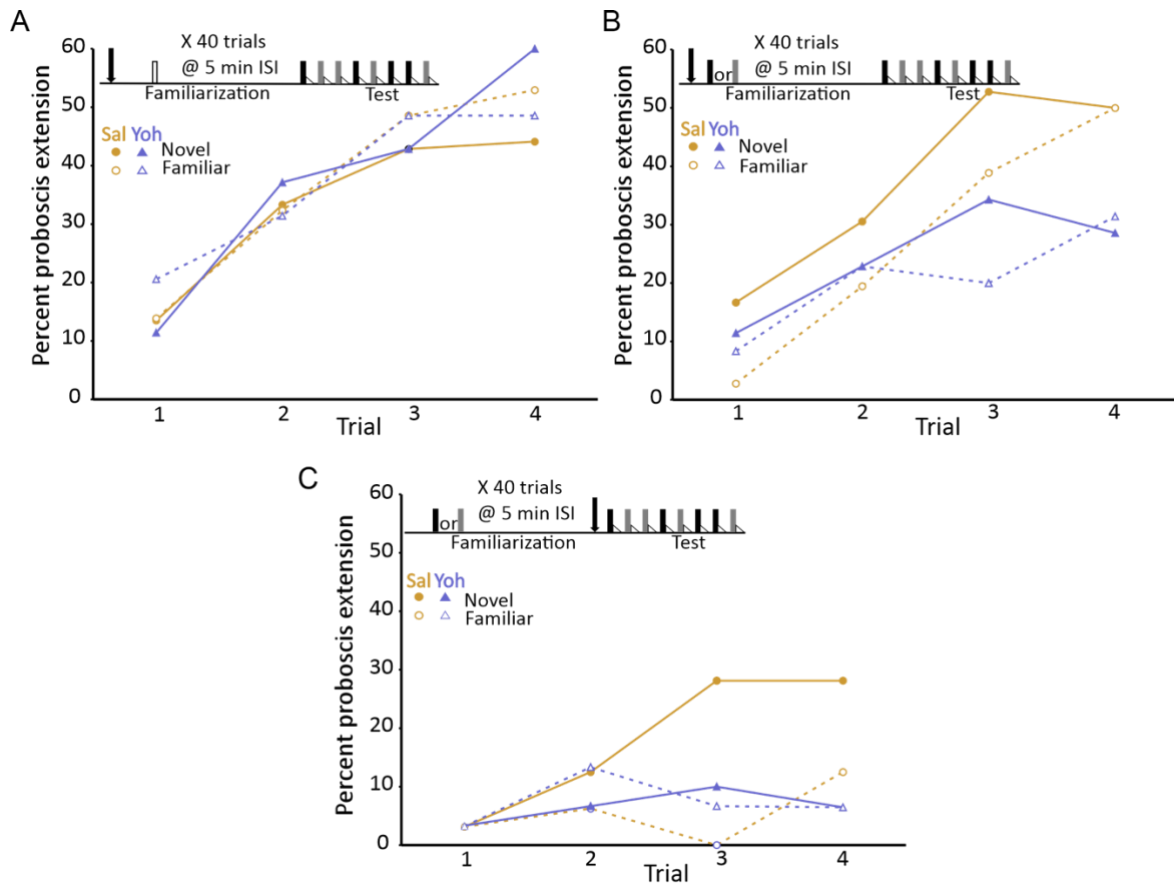 A
Percent proboscis extension
60
50
40
30
20
10
0
X 40 trials
@ 5 min ISI
Familiarization
Test
Sal Yoh
Novel
Familiar
1 2 3 4
Trial
B
Percent proboscis extension
60
50
40
30
20
10
0
or
X 40 trials
@ 5 min ISI
Familiarization
Test
Sal Yoh
Novel
Familiar
1 2 3 4
Trial
C
Percent proboscis extension
60
50
40
30
20
10
0
or
X 40 trials
@ 5 min ISI
Familiarization
Test
Sal Yoh
Novel
Familiar
1 2 3 4
Trial